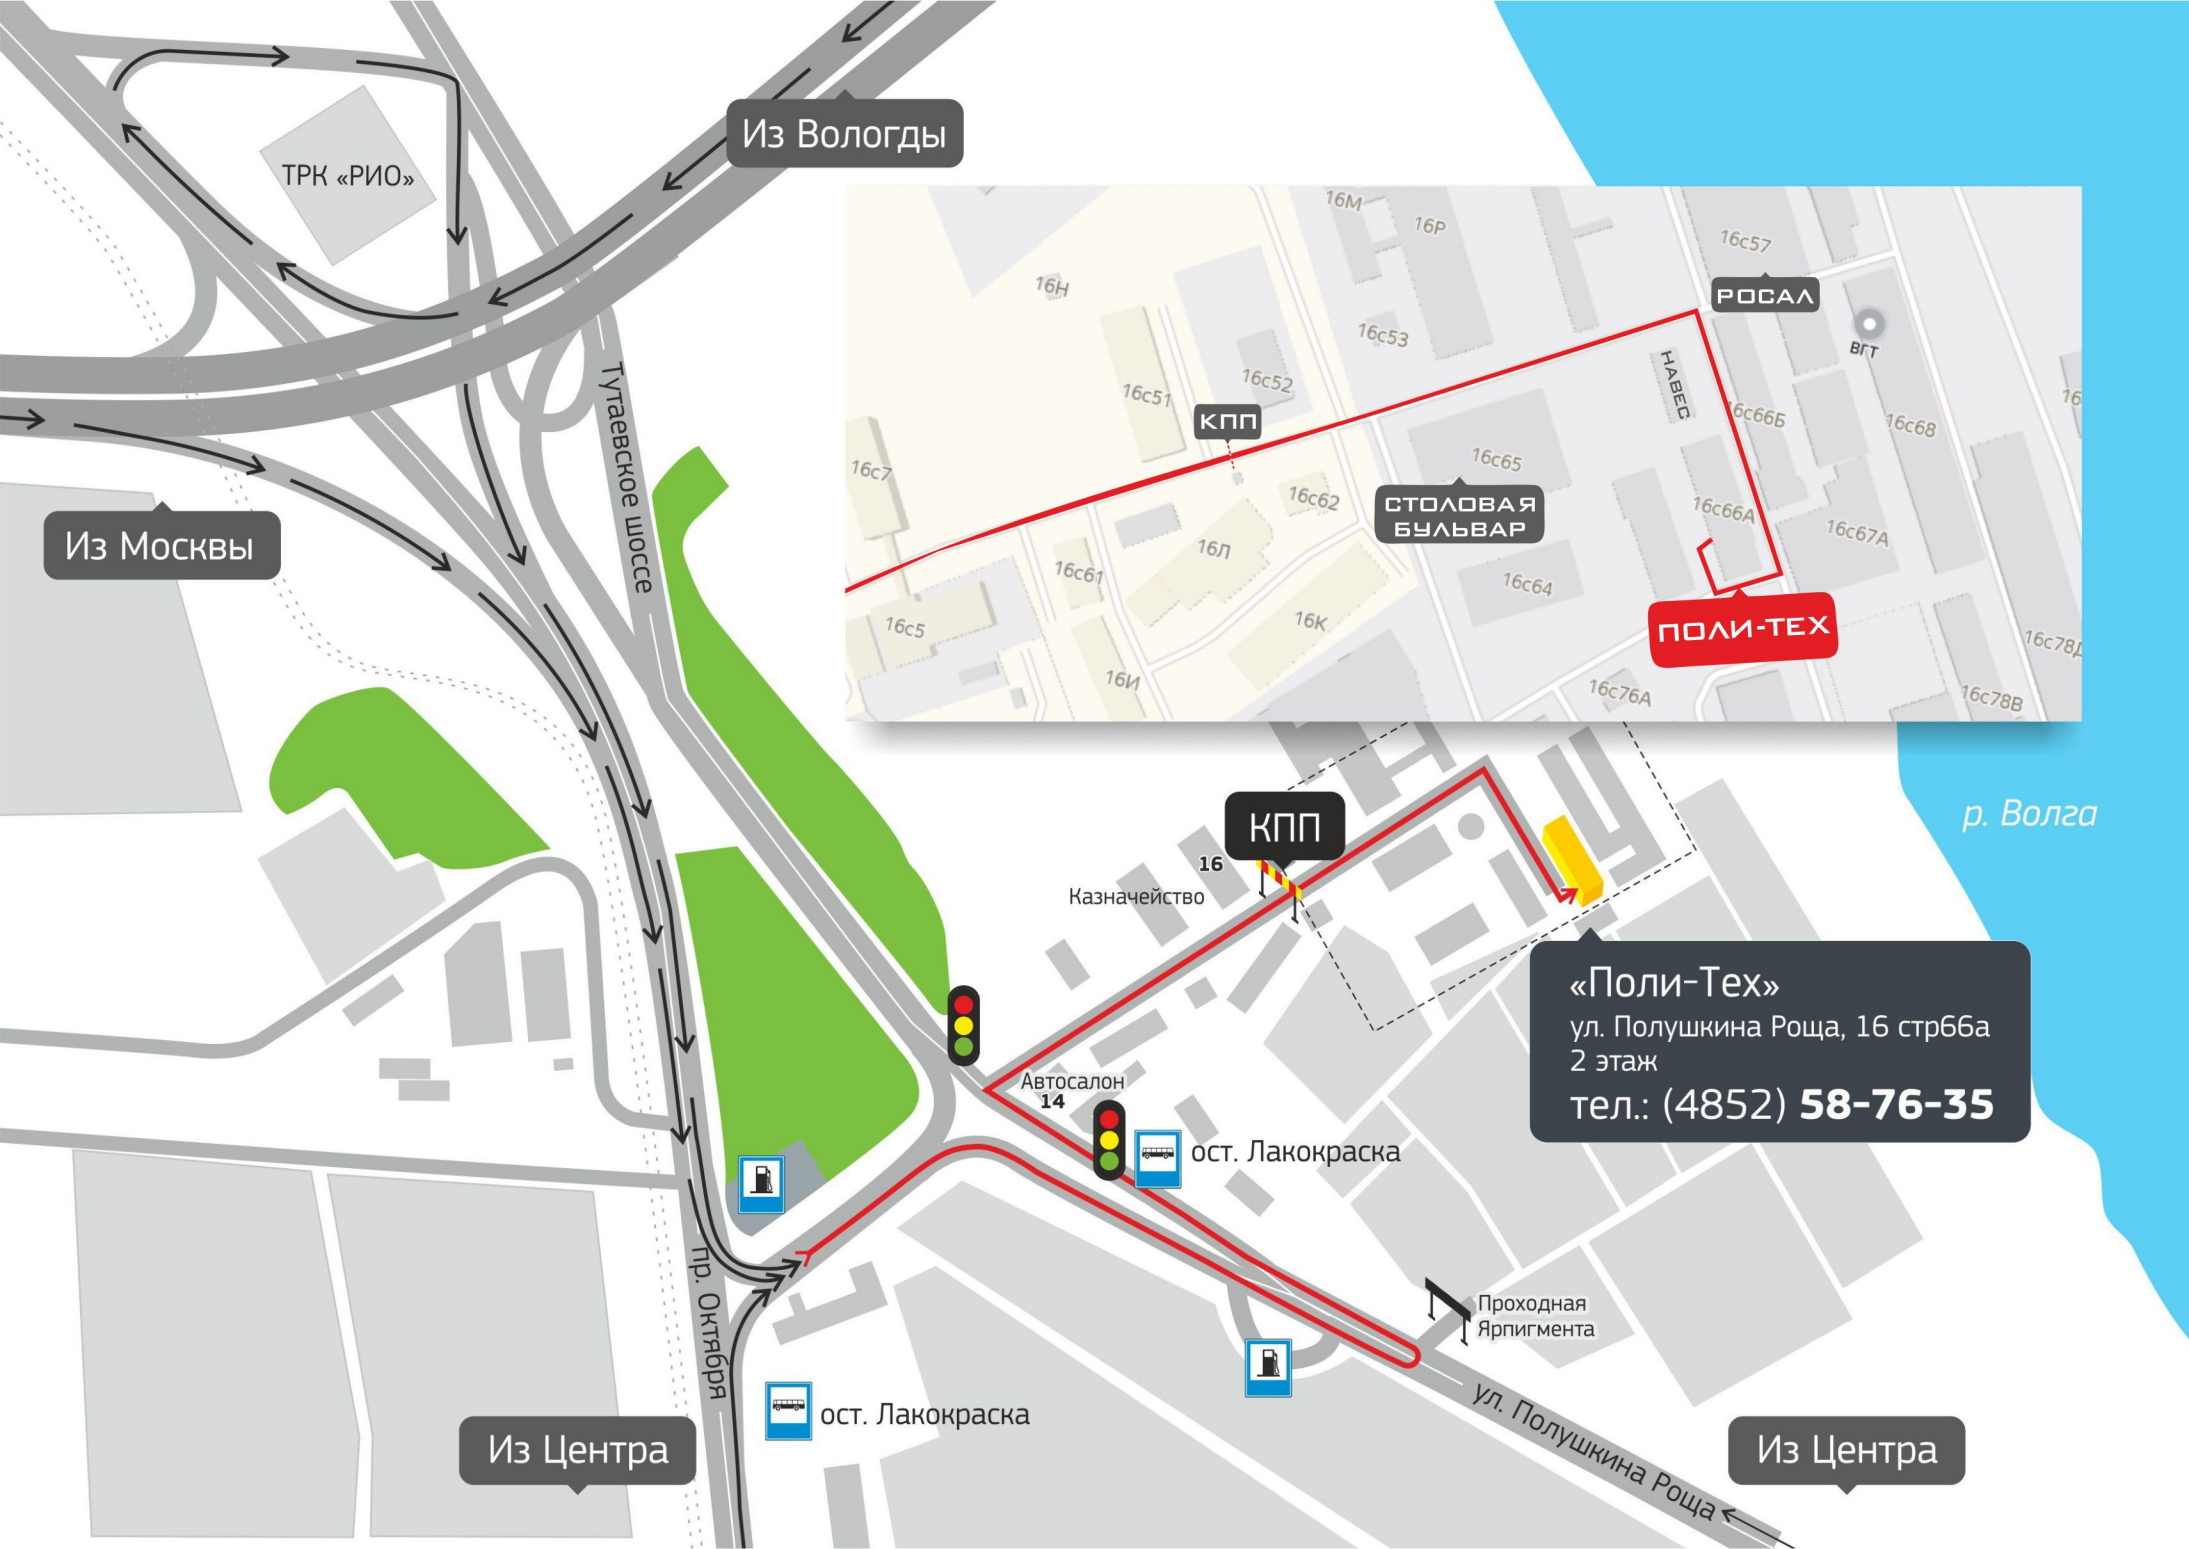 Из Вологды
ТРК «РИО»
Из Москвы
Тутаевское шоссе
16М
16Р
16с57
РОСАЛ
16Н
16с53
ВГТ
16с51
16с52
НАВЕС
16с66Б
16с68
16
КПП
16с7
16с65
16с62
СТОЛОВАЯ
БУЛЬВАР
16с66А
16с67А
16Л
16с61
16с64
16К
16с5
ПОЛИ-ТЕХ
16И
16с76А
16с78Д
16с78В
р. Волга
КПП
16
Казначейство
«Поли-Тех»
ул. Полушкина Роща, 16 стр66а
2 этаж
тел.: (4852) 58-76-35
Автосалон
14
ост. Лакокраска
Проходная
Ярпигмента
пр. Октября
ост. Лакокраска
Из Центра
ул. Полушкина Роща
Из Центра